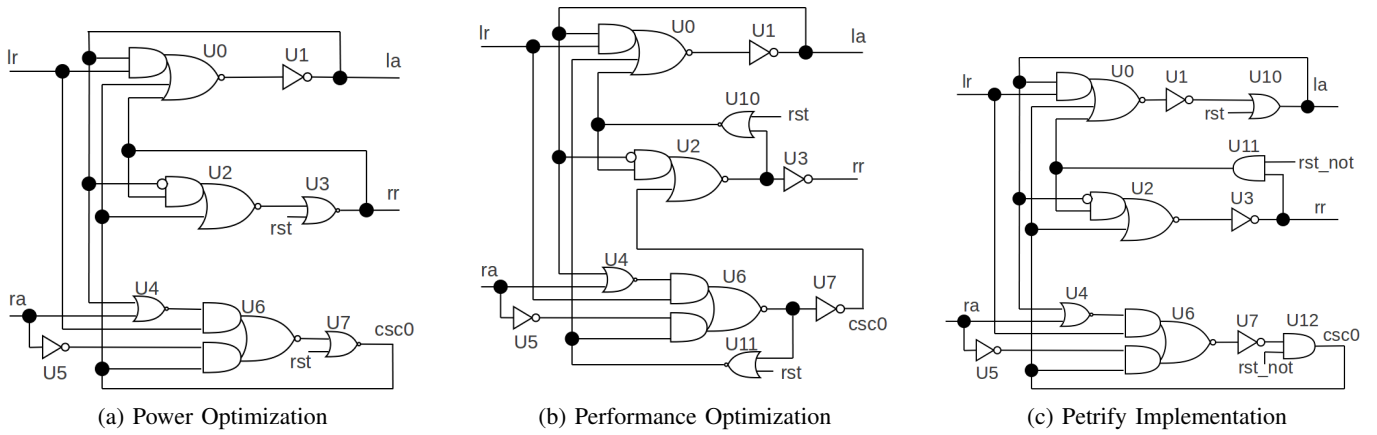 lr
U0
U1
la
U2
U3
rr
rst
ra
U4
U6
U7
csc0
U5
rst
(a) Power Optimization
lr
U0
U1
la
U10
rst
U2
U3
rr
ra
U4
U6
U7
csc0
U5
U11
rst
(b) Performance Optimization
lr
U0
U1
U10
la
rst
U11
rst_not
U2
U3
rr
ra
U4
U6
U7
U12
csc0
rst_not
U5
(c) Petrify Implementation